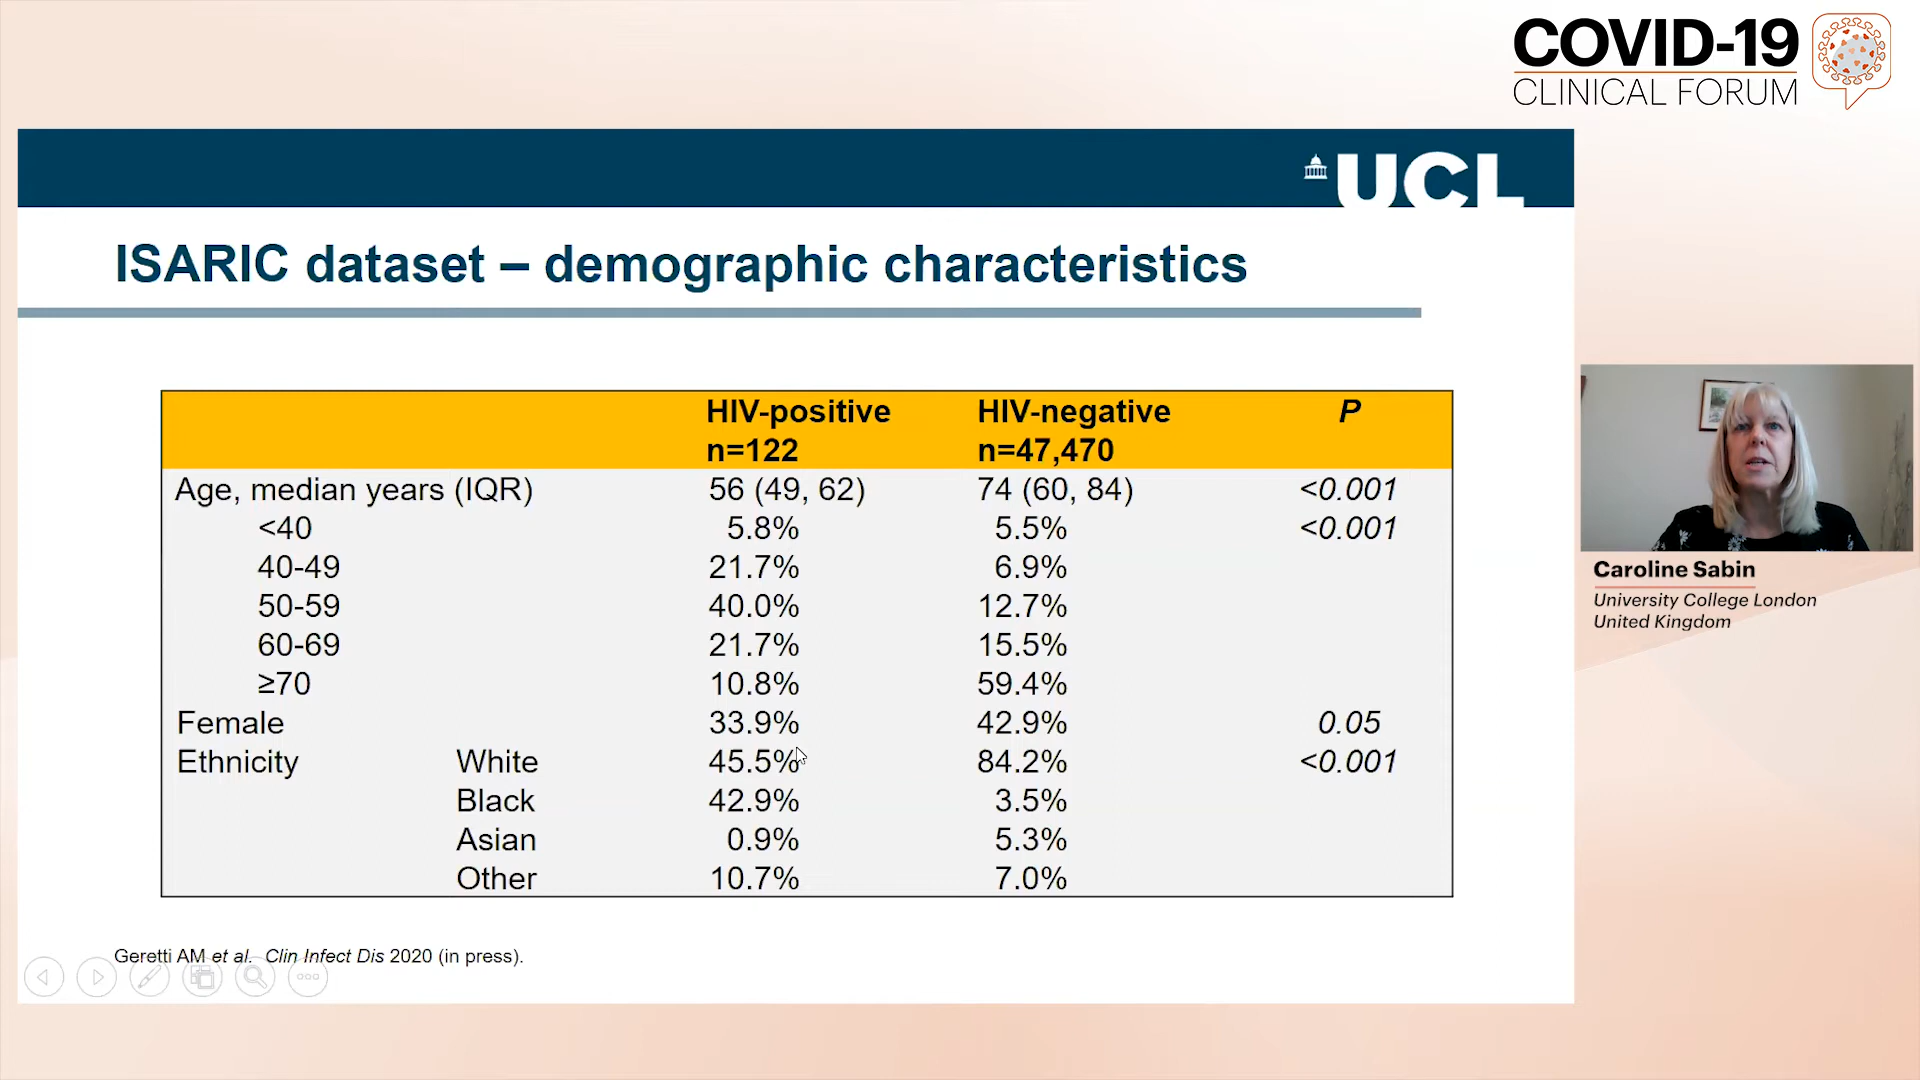 COVID-19
CLINICAL FORUM
UCL
ISARIC dataset – demographic characteristics
HIV-positive HIV-negative P
n=122 n=47,470
Age, median years (IQR) 56 (49, 62) 74 (60, 84) <0.001
<40 5.8% 5.5% <0.001
40-49 21.7% 6.9%
50-59 40.0% 12.7%
60-69 21.7% 15.5%
≥70 10.8% 59.4%
Female 33.9% 42.9% 0.05
Ethnicity White 45.5% 84.2% <0.001
Black 42.9% 3.5%
Asian 0.9% 5.3%
Other 10.7% 7.0%
Geretti AM et al. Clin Infect Dis 2020 (in press).
Caroline Sabin
University College London
United Kingdom